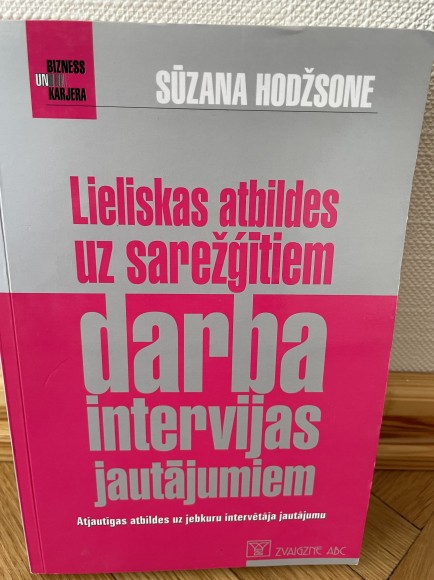 BIZNESS
UN
KARJERA
SŪZANA HODŽSONE
Lieliskas atbildes
uz sarežģītiem
darba
intervijas
jautājumiem
Atjautīgas atbildes uz jebkuru intervētāja jautājumu
ZVAIGZNE ABC